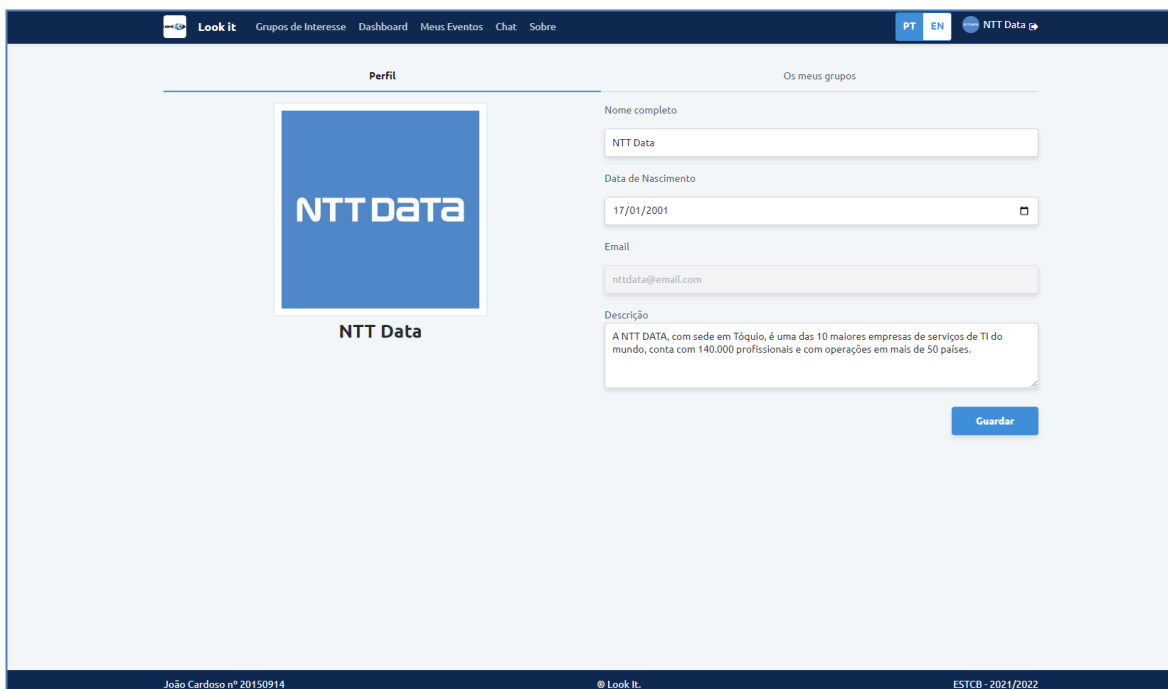 Look it Grupos de Interesse Dashboard Meus Eventos Chat Sobre PT EN NTT Data
Perfil Os meus grupos
NTT Data
NTT Data
Nome completo
NTT Data
Data de Nascimento
17/01/2001
Email
nttdata@email.com
Descrição
A NTT DATA, com sede em Tóquio, é uma das 10 maiores empresas de serviços de TI do
mundo, conta com 140.000 profissionais e com operações em mais de 50 países.
Guardar
João Cardoso nº 20150914 ® Look It. ESTCB - 2021/2022